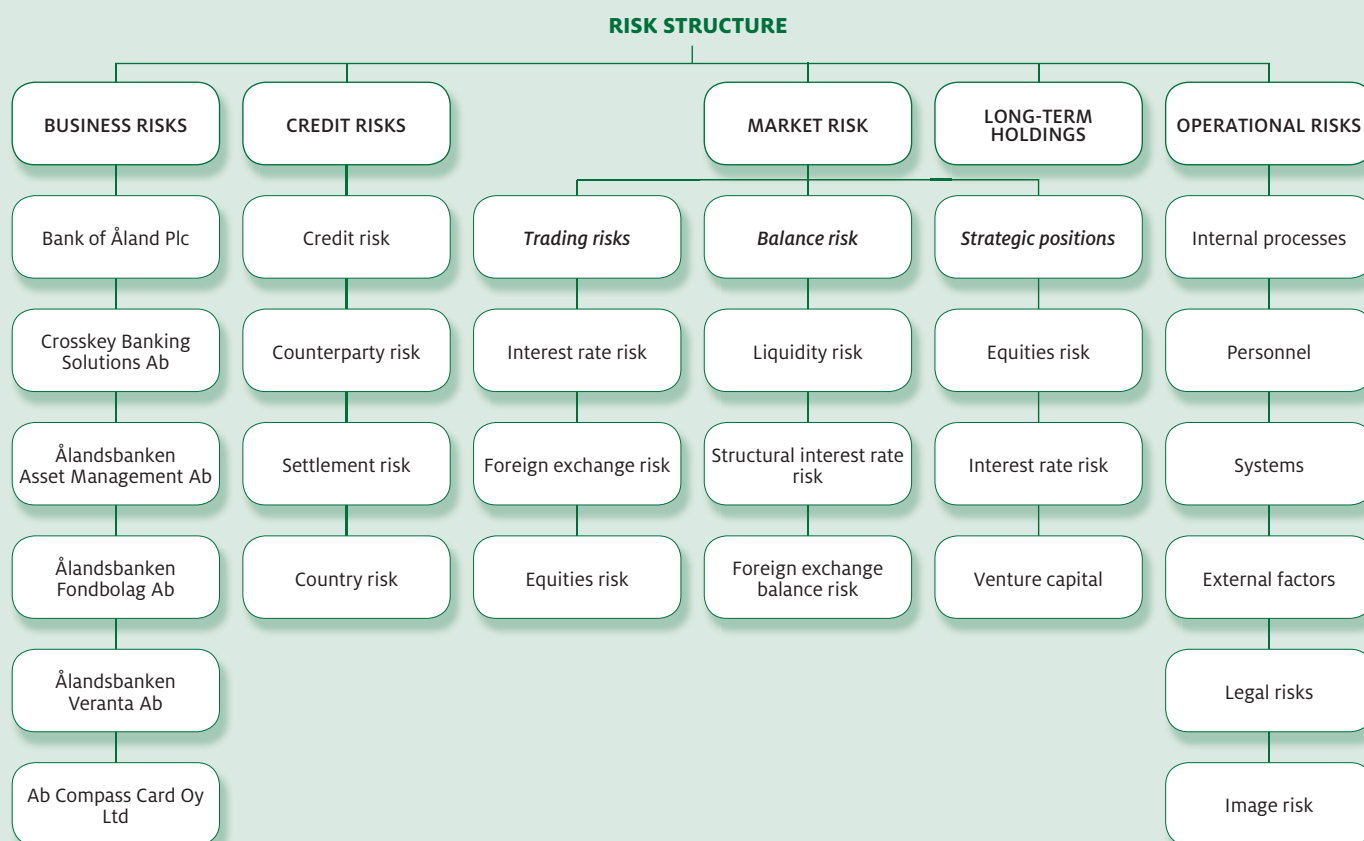 RISK STRUCTURE
BUSINESS RISKS
CREDIT RISKS
MARKET RISK
LONG-TERM
HOLDINGS
OPERATIONAL RISKS
Bank of Åland Plc
Credit risk
Trading risks
Balance risk
Strategic positions
Internal processes
Crosskey Banking
Solutions Ab
Counterparty risk
Interest rate risk
Liquidity risk
Equities risk
Personnel
Ålandsbanken
Asset Management Ab
Settlement risk
Foreign exchange risk
Structural interest rate
risk
Interest rate risk
Systems
Ålandsbanken
Fondbolag Ab
Country risk
Equities risk
Foreign exchange
balance risk
Venture capital
External factors
Ålandsbanken
Veranta Ab
Legal risks
Ab Compass Card Oy
Ltd
Image risk